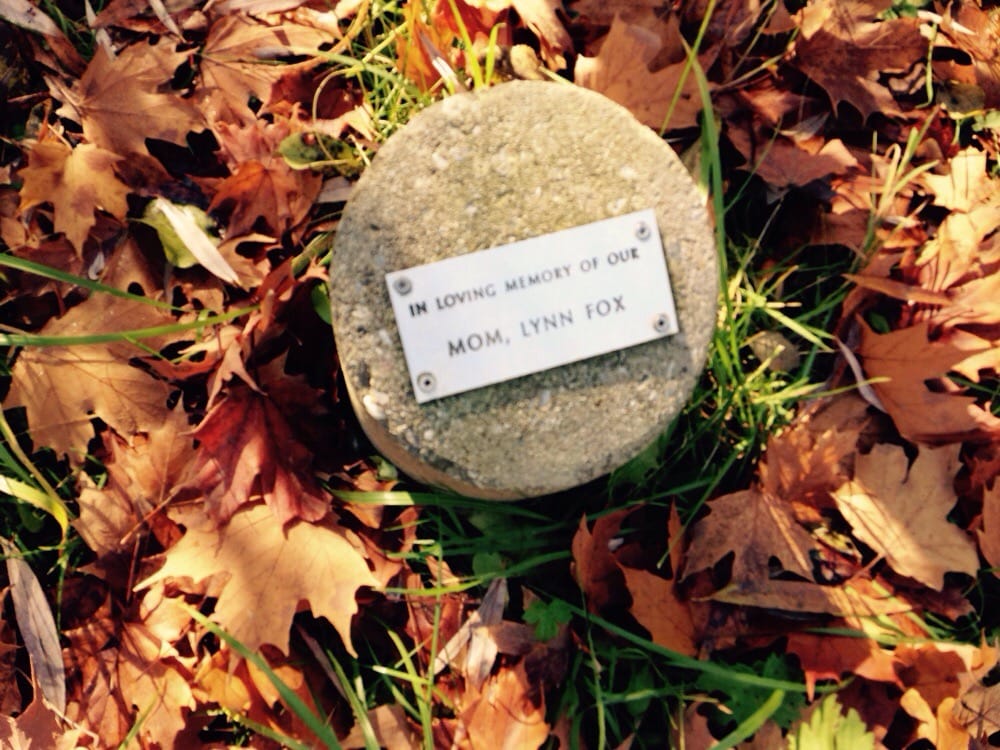 IN LOVING MEMORY OF OUR
MOM, LYNN FOX